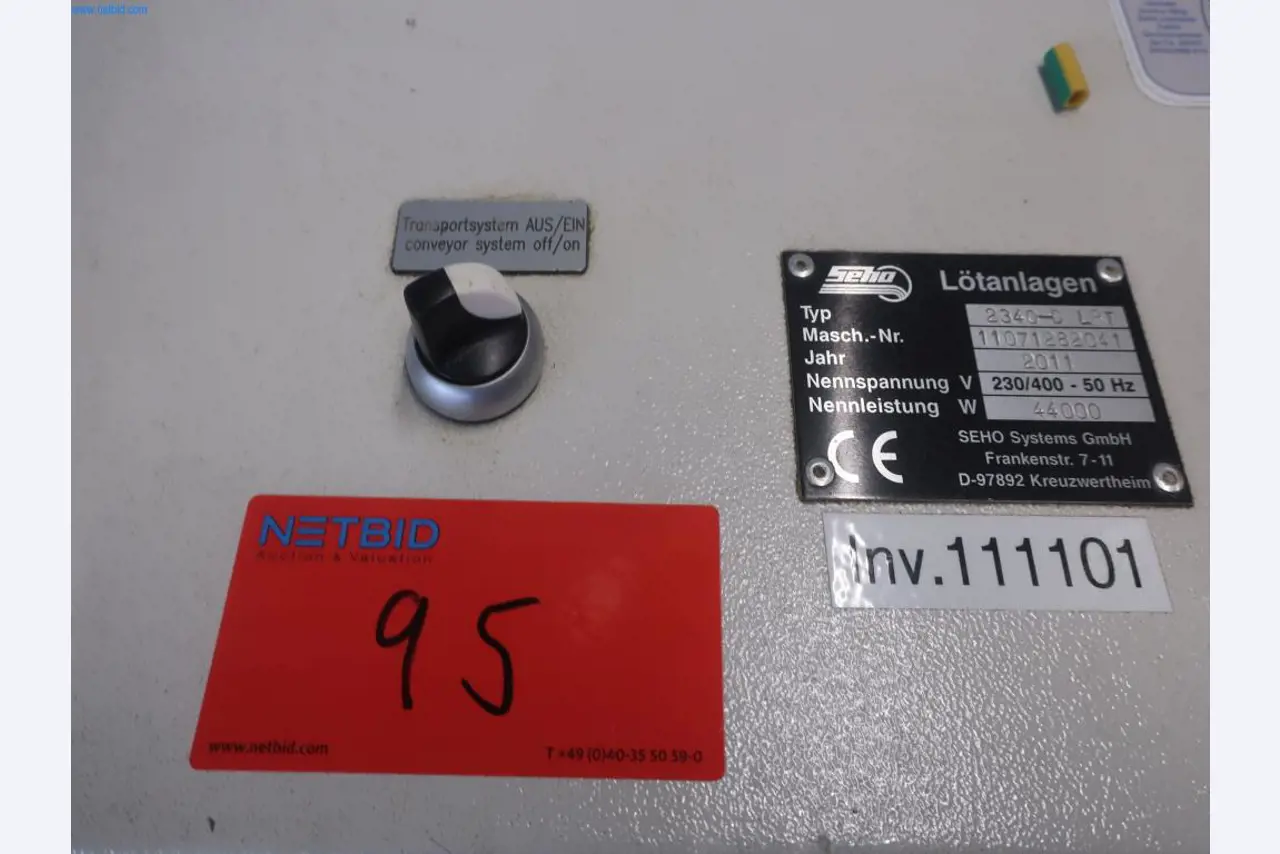 www.netbid.com
Transportsystem AUS/EIN
conveyor system off/on
Seho Lötanlagen
Typ 2340-C LPT
Masch.-Nr. 11071282041
Jahr 2011
Nennspannung V 230/400 - 50 Hz
Nennleistung W 44000
CE
SEHO Systems GmbH
Frankenstr. 7-11
D-97892 Kreuzwertheim
Inv.111101
NETBID
Auction & Valuation
95
www.netbid.com T +49 (0)40-35 50 59-0